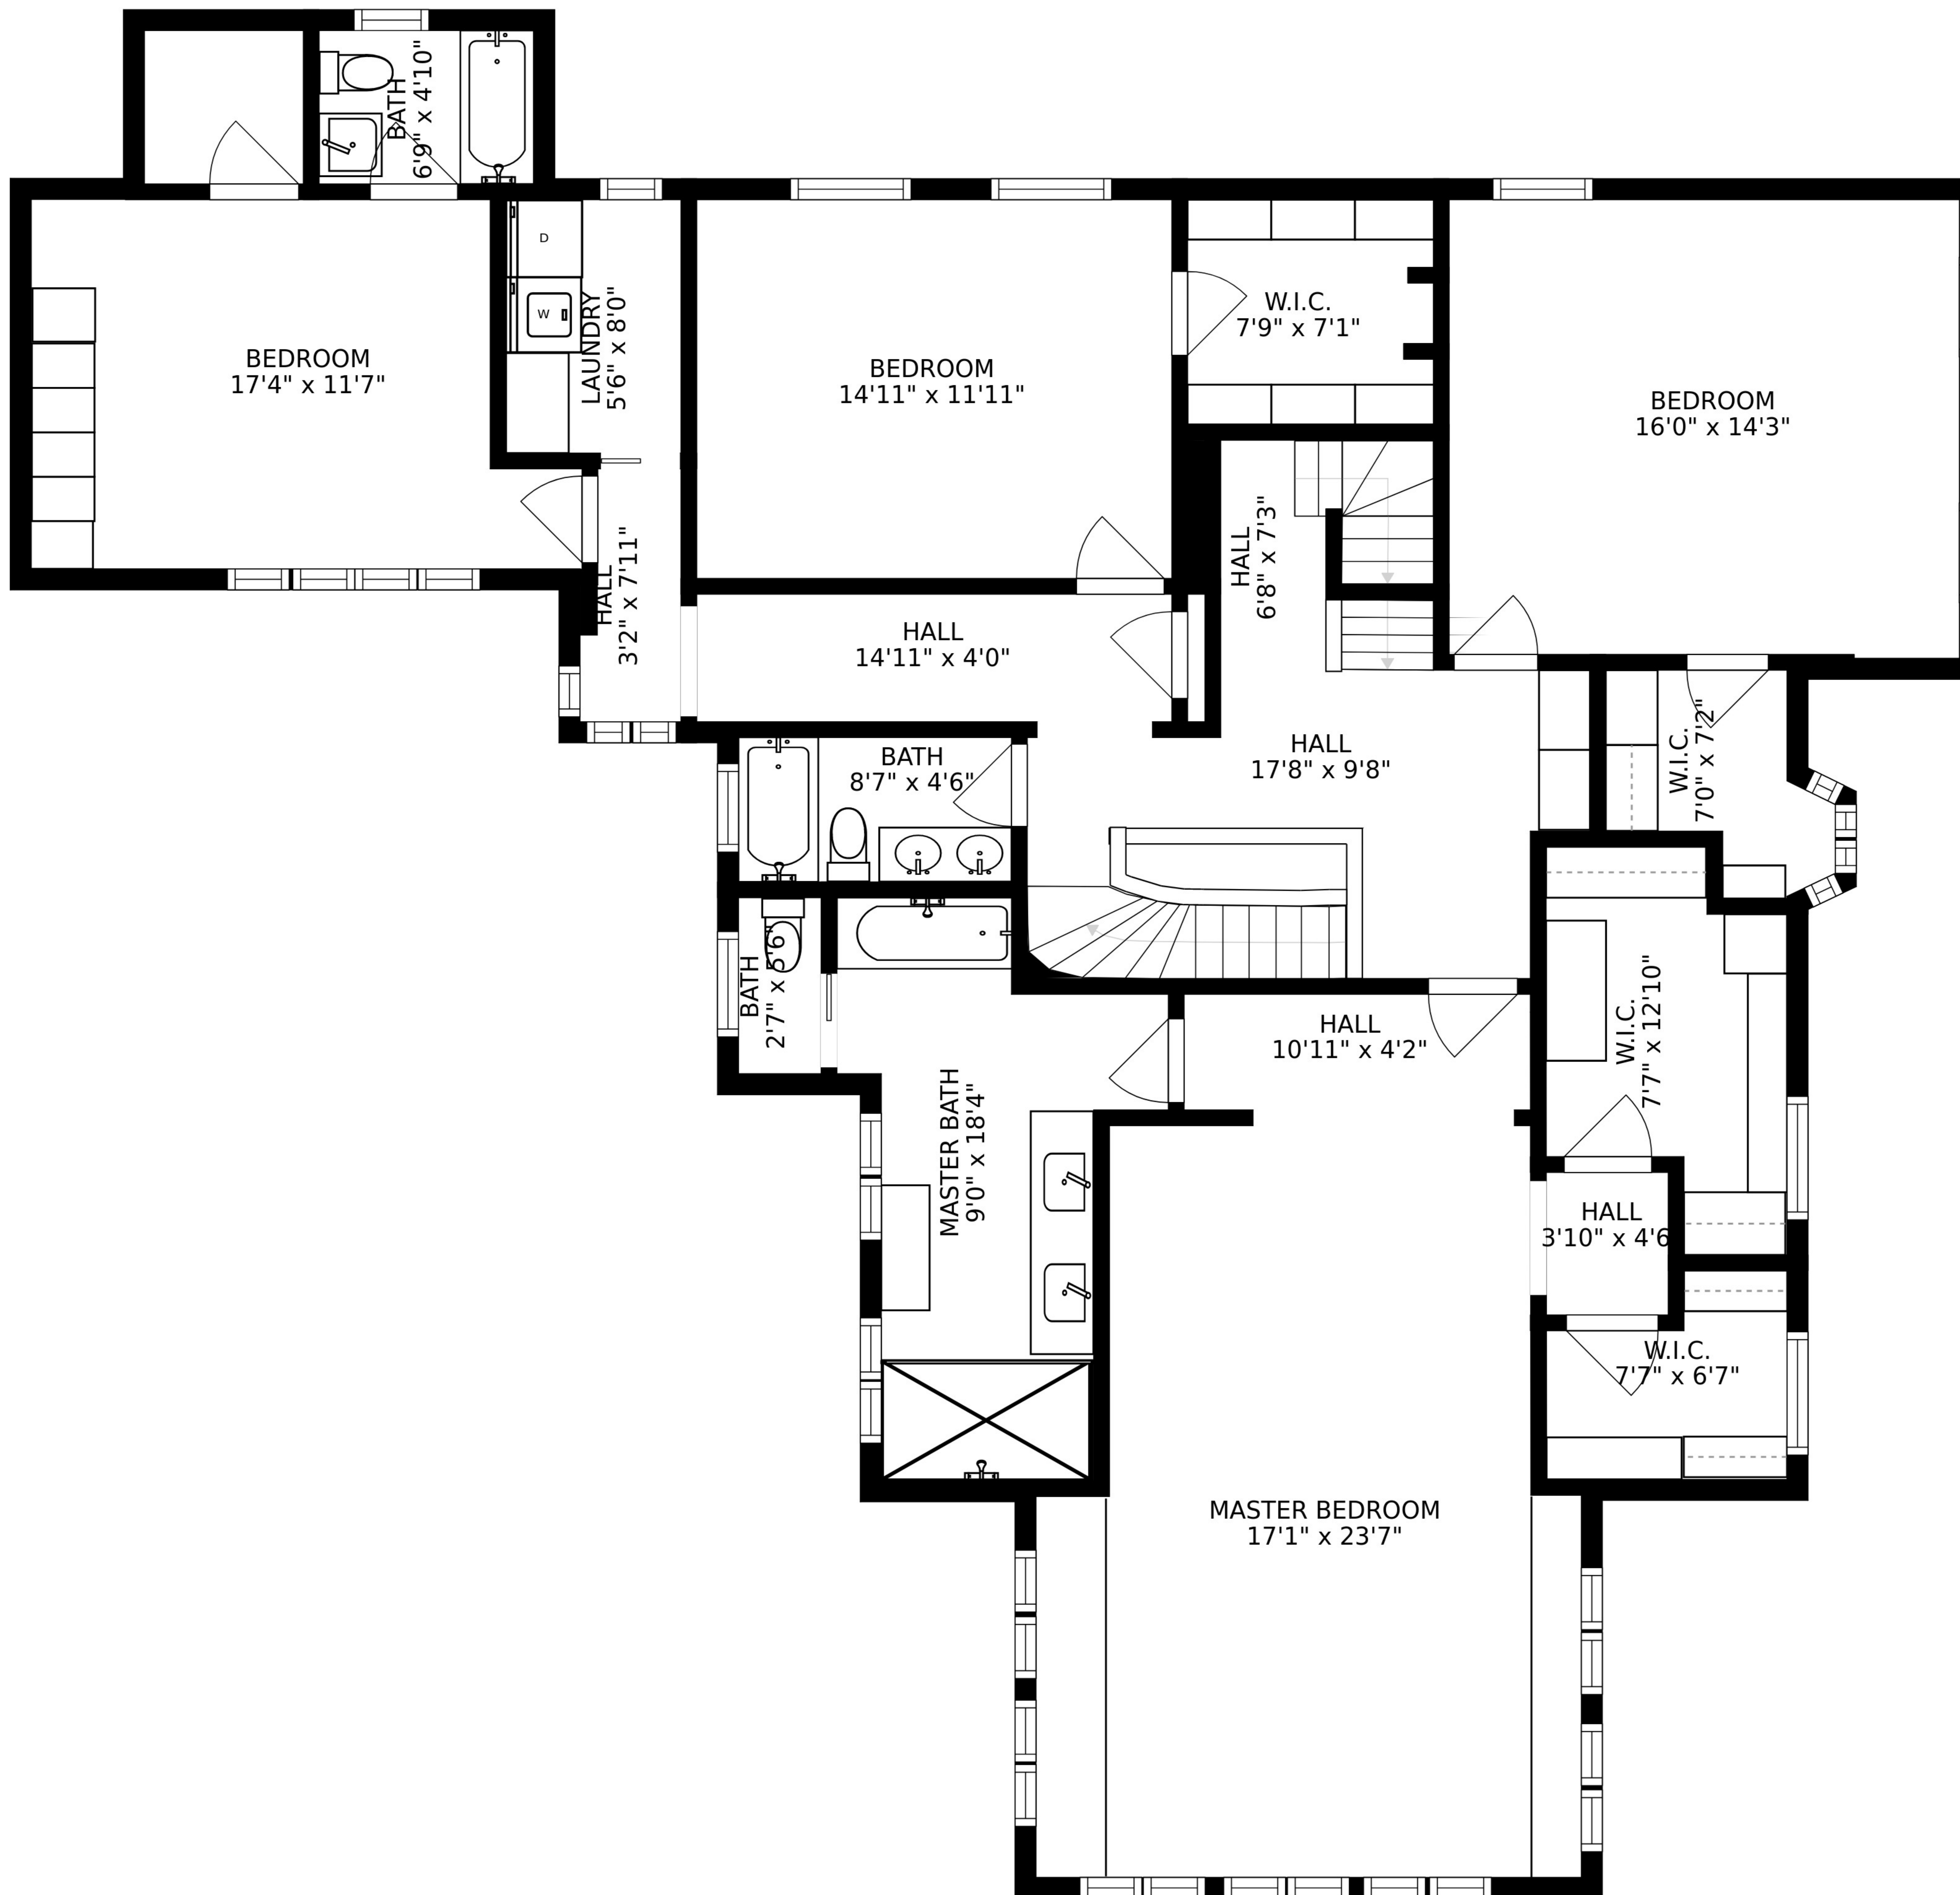 BATH
6'9" x 4'10"
D
W
LAUNDRY
5'6" x 8'0"
BEDROOM
17'4" x 11'7"
BEDROOM
14'11" x 11'11"
W.I.C.
7'9" x 7'1"
BEDROOM
16'0" x 14'3"
HALL
3'2" x 7'11"
HALL
14'11" x 4'0"
HALL
6'8" x 7'3"
HALL
17'8" x 9'8"
W.I.C.
7'0" x 7'2"
BATH
8'7" x 4'6"
BATH
2'7" x 5'6"
HALL
10'11" x 4'2"
W.I.C.
7'7" x 12'10"
MASTER BATH
9'0" x 18'4"
HALL
3'10" x 4'6
W.I.C.
7'7" x 6'7"
MASTER BEDROOM
17'1" x 23'7"